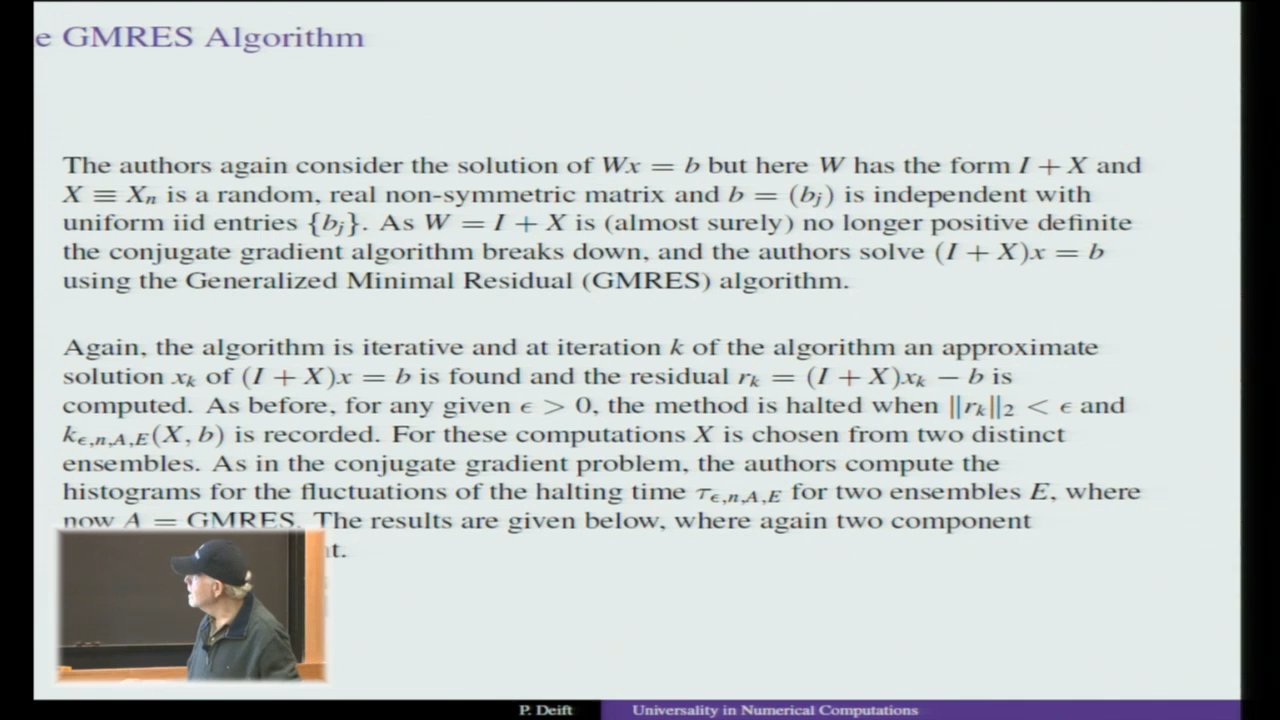 e GMRES Algorithm
The authors again consider the solution of Wx = b but here W has the form I + X and
X ≡ Xₙ is a random, real non-symmetric matrix and b = (bⱼ) is independent with
uniform iid entries {bⱼ}. As W = I + X is (almost surely) no longer positive definite
the conjugate gradient algorithm breaks down, and the authors solve (I + X)x = b
using the Generalized Minimal Residual (GMRES) algorithm.
Again, the algorithm is iterative and at iteration k of the algorithm an approximate
solution xₖ of (I + X)x = b is found and the residual rₖ = (I + X)xₖ − b is
computed. As before, for any given ϵ > 0, the method is halted when ||rₖ||₂ < ϵ and
k_{ϵ,n,A,E}(X, b) is recorded. For these computations X is chosen from two distinct
ensembles. As in the conjugate gradient problem, the authors compute the
histograms for the fluctuations of the halting time τ_{ϵ,n,A,E} for two ensembles E, where
now A = GMRES. The results are given below, where again two component
t.
P. Deift Universality in Numerical Computations